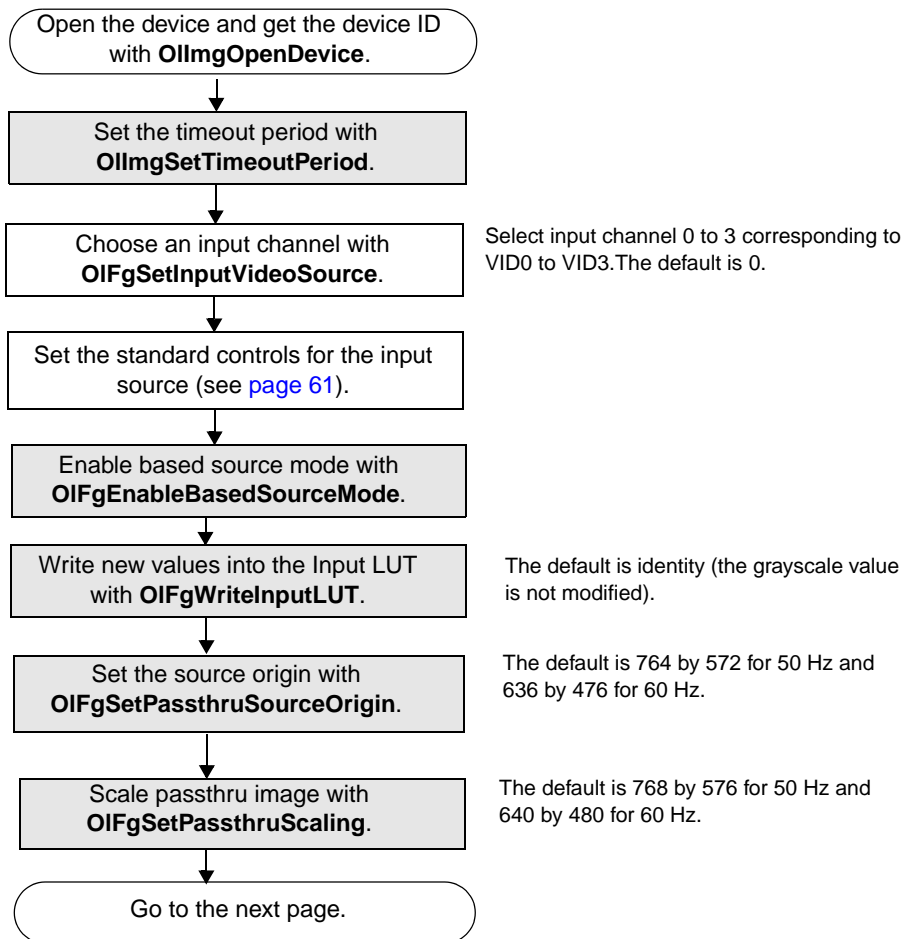 Open the device and get the device ID
with OlImgOpenDevice.
Set the timeout period with
OlImgSetTimeoutPeriod.
Choose an input channel with
OlFgSetInputVideoSource.
Select input channel 0 to 3 corresponding to
VID0 to VID3.The default is 0.
Set the standard controls for the input
source (see page 61).
Enable based source mode with
OlFgEnableBasedSourceMode.
Write new values into the Input LUT
with OlFgWriteInputLUT.
The default is identity (the grayscale value
is not modified).
Set the source origin with
OlFgSetPassthruSourceOrigin.
The default is 764 by 572 for 50 Hz and
636 by 476 for 60 Hz.
Scale passthru image with
OlFgSetPassthruScaling.
The default is 768 by 576 for 50 Hz and
640 by 480 for 60 Hz.
Go to the next page.